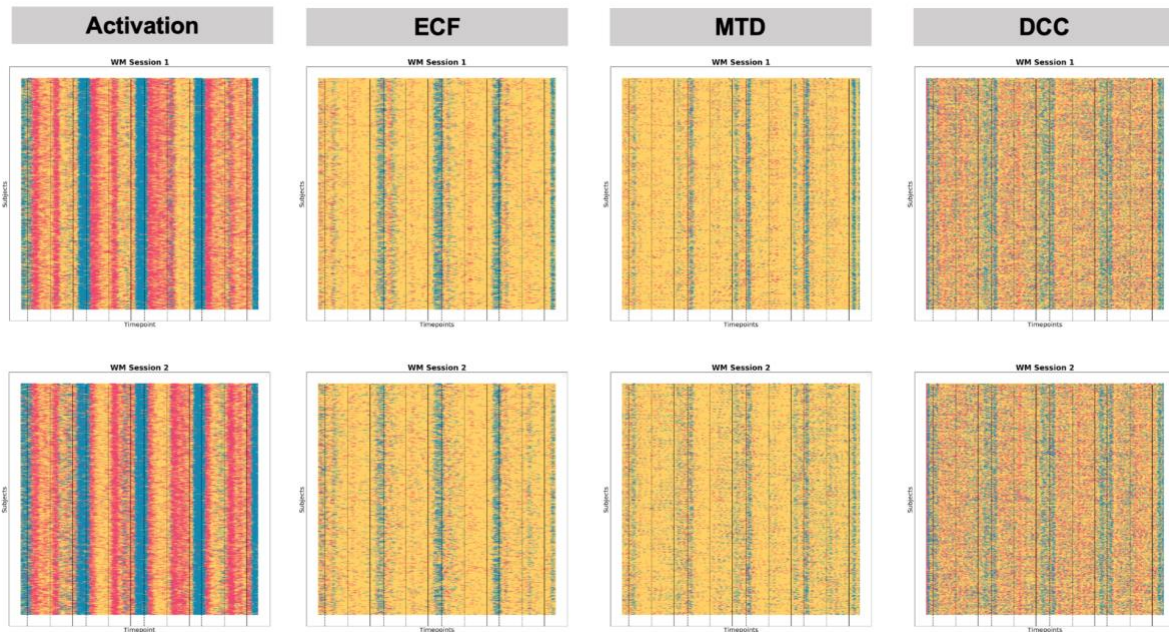 Activation
ECF
MTD
DCC
WM Session 1
WM Session 1
WM Session 1
WM Session 1
Subjects
Subjects
Subjects
Subjects
Timepoint
Timepoints
Timepoints
Timepoints
WM Session 2
WM Session 2
WM Session 2
WM Session 2
Subjects
Subjects
Subjects
Subjects
Timepoint
Timepoints
Timepoints
Timepoints